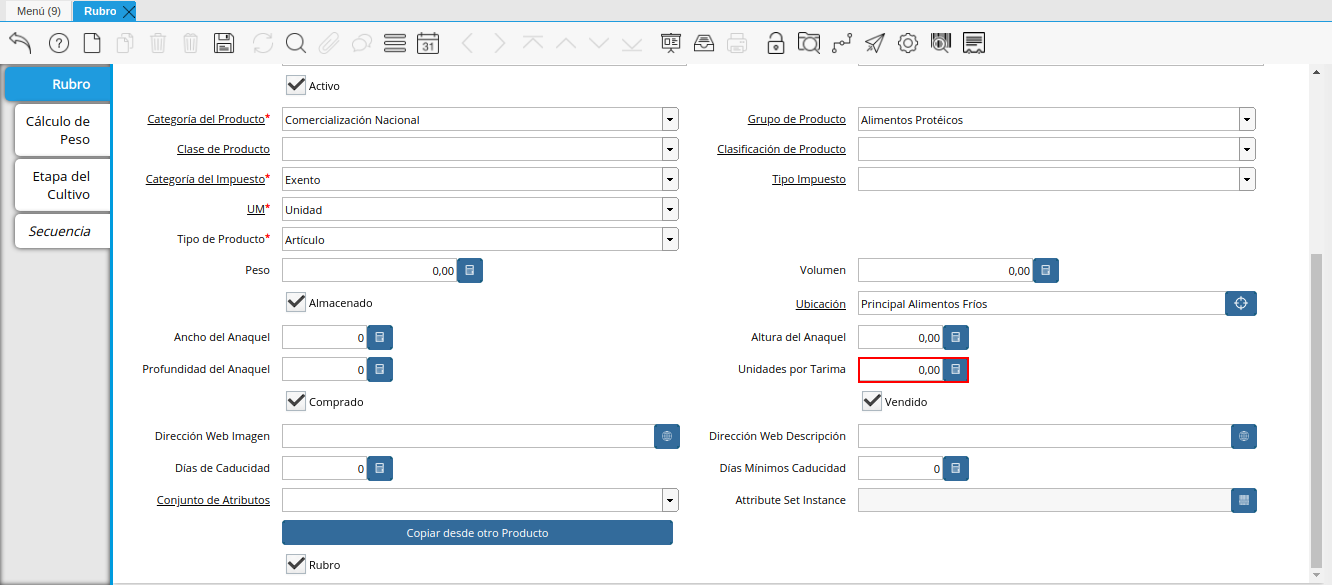 Menú (9)
Rubro
?
31
Rubro
Cálculo de
Peso
Etapa del
Cultivo
Secuencia
Activo
Categoría del Producto* Comercialización Nacional
Grupo de Producto Alimentos Protéicos
Clase de Producto
Clasificación de Producto
Categoría del Impuesto* Exento
Tipo Impuesto
UM* Unidad
Tipo de Producto* Artículo
Peso 0,00
Volumen 0,00
Almacenado
Ubicación Principal Alimentos Fríos
Ancho del Anaquel 0
Altura del Anaquel 0,00
Profundidad del Anaquel 0
Unidades por Tarima 0,00
Comprado
Vendido
Dirección Web Imagen
Dirección Web Descripción
Días de Caducidad 0
Días Mínimos Caducidad 0
Conjunto de Atributos
Attribute Set Instance
Copiar desde otro Producto
Rubro